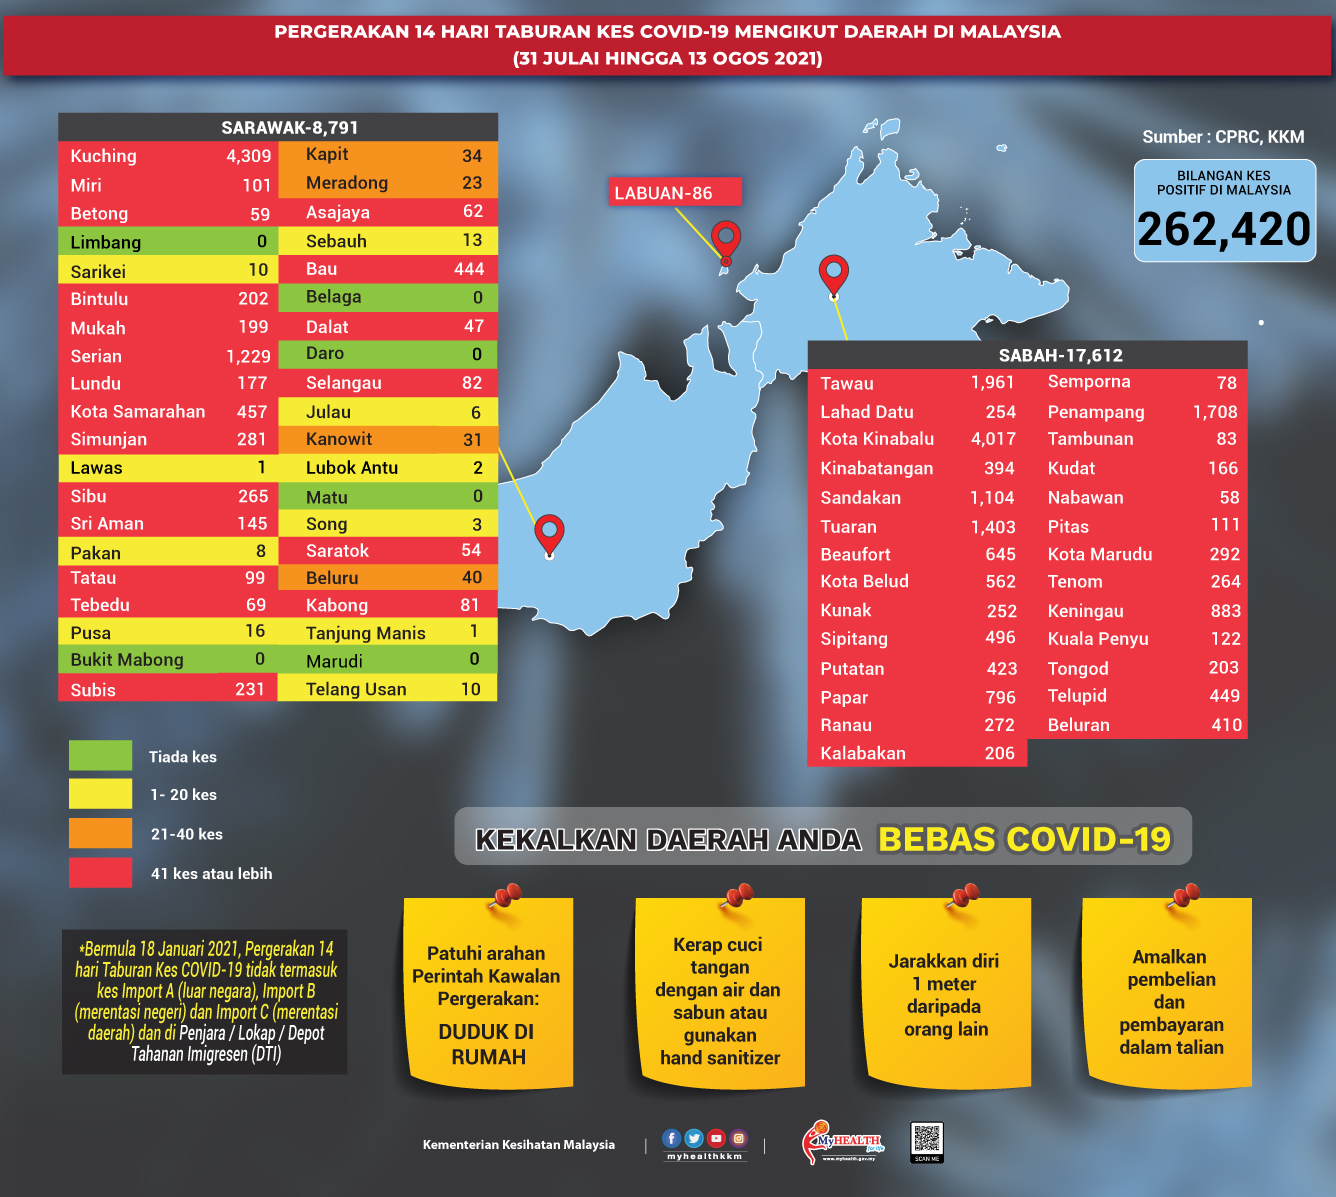 PERGERAKAN 14 HARI TABURAN KES COVID-19 MENGIKUT DAERAH DI MALAYSIA
(31 JULAI HINGGA 13 OGOS 2021)
SARAWAK-8,791
Kuching 4,309 Kapit 34
Miri 101 Meradong 23
Betong 59 Asajaya 62
Limbang 0 Sebauh 13
Sarikei 10 Bau 444
Bintulu 202 Belaga 0
Mukah 199 Dalat 47
Serian 1,229 Daro 0
Lundu 177 Selangau 82
Kota Samarahan 457 Julau 6
Simunjan 281 Kanowit 31
Lawas 1 Lubok Antu 2
Sibu 265 Matu 0
Sri Aman 145 Song 3
Pakan 8 Saratok 54
Tatau 99 Beluru 40
Tebedu 69 Kabong 81
Pusa 16 Tanjung Manis 1
Bukit Mabong 0 Marudi 0
Subis 231 Telang Usan 10
LABUAN-86
Sumber : CPRC, KKM
BILANGAN KES
POSITIF DI MALAYSIA
262,420
SABAH-17,612
Tawau 1,961 Semporna 78
Lahad Datu 254 Penampang 1,708
Kota Kinabalu 4,017 Tambunan 83
Kinabatangan 394 Kudat 166
Sandakan 1,104 Nabawan 58
Tuaran 1,403 Pitas 111
Beaufort 645 Kota Marudu 292
Kota Belud 562 Tenom 264
Kunak 252 Keningau 883
Sipitang 496 Kuala Penyu 122
Putatan 423 Tongod 203
Papar 796 Telupid 449
Ranau 272 Beluran 410
Kalabakan 206
Tiada kes
1- 20 kes
21-40 kes
41 kes atau lebih
*Bermula 18 Januari 2021, Pergerakan 14
hari Taburan Kes COVID-19 tidak termasuk
kes Import A (luar negara), Import B
(merentasi negeri) dan Import C (merentasi
daerah) dan di Penjara / Lokap / Depot
Tahanan Imigresen (DTI)
KEKALKAN DAERAH ANDA BEBAS COVID-19
Patuhi arahan
Perintah Kawalan
Pergerakan:
DUDUK DI
RUMAH
Kerap cuci
tangan
dengan air dan
sabun atau
gunakan
hand sanitizer
Jarakkan diri
1 meter
daripada
orang lain
Amalkan
pembelian
dan
pembayaran
dalam talian
Kementerian Kesihatan Malaysia
myhealthkkm
MyHEALTH
for life
www.myhealth.gov.my
SCAN ME